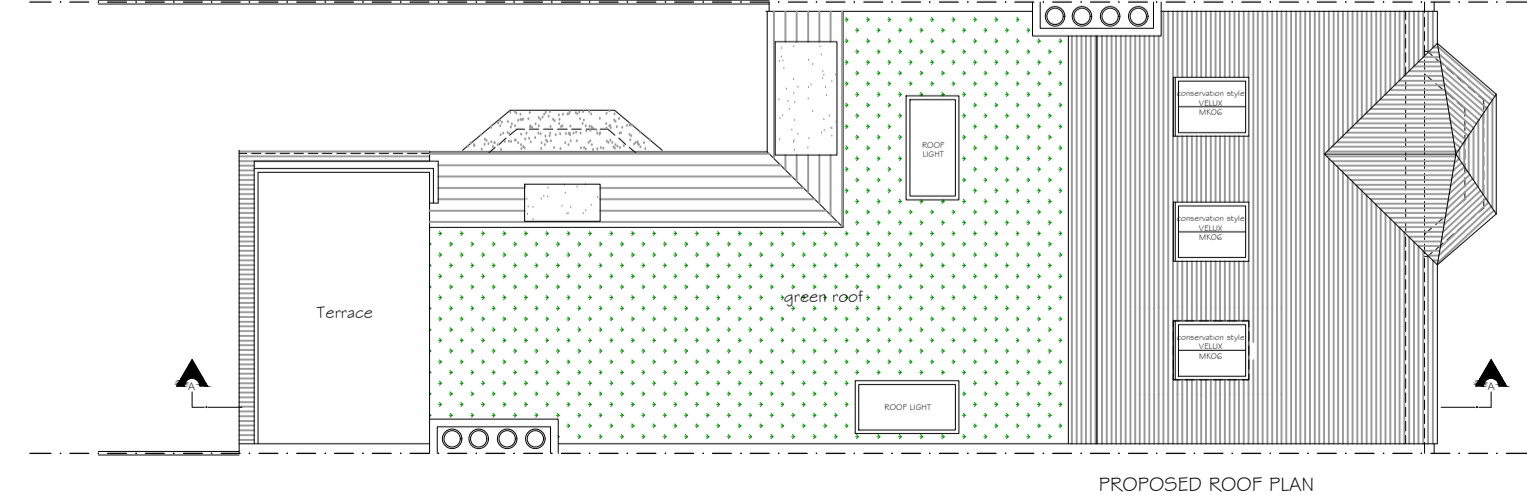 conservation style
VELUX
MK06
ROOF
LIGHT
conservation style
VELUX
MK06
green roof
Terrace
conservation style
VELUX
MK06
A
A
ROOF LIGHT
PROPOSED ROOF PLAN